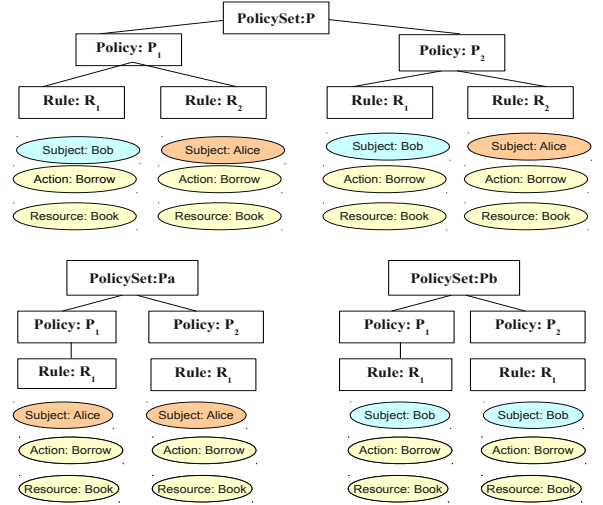 PolicySet:P
Policy: P1 Policy: P2
Rule: R1 Rule: R2 Rule: R1 Rule: R2
Subject: Bob Subject: Alice Subject: Bob Subject: Alice
Action: Borrow Action: Borrow Action: Borrow Action: Borrow
Resource: Book Resource: Book Resource: Book Resource: Book
PolicySet:Pa PolicySet:Pb
Policy: P1 Policy: P2 Policy: P1 Policy: P2
Rule: R1 Rule: R1 Rule: R1 Rule: R1
Subject: Alice Subject: Alice Subject: Bob Subject: Bob
Action: Borrow Action: Borrow Action: Borrow Action: Borrow
Resource: Book Resource: Book Resource: Book Resource: Book